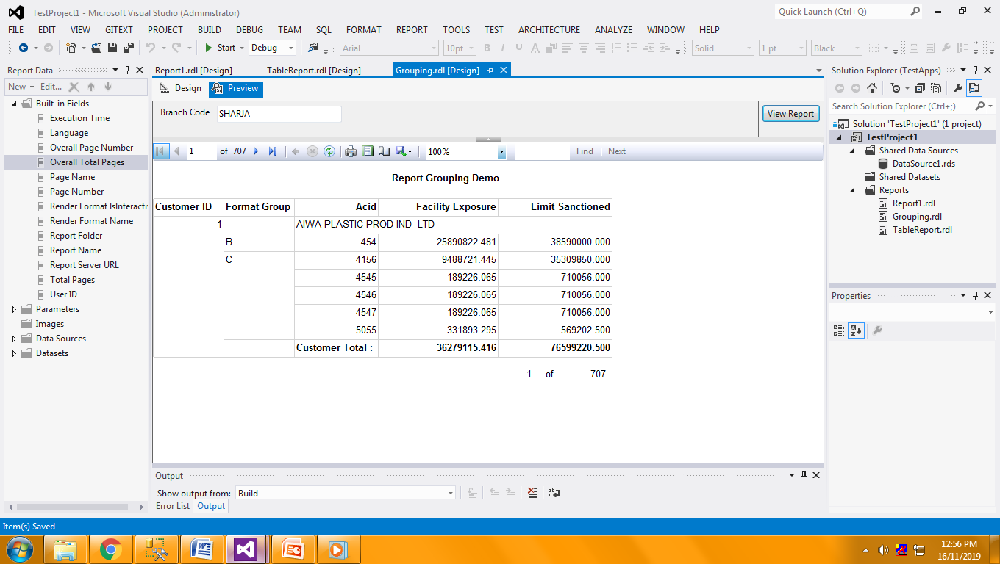 TestProject1 - Microsoft Visual Studio (Administrator)
Quick Launch (Ctrl+Q)
FILE EDIT VIEW GITEXT PROJECT BUILD DEBUG TEAM SQL FORMAT REPORT TOOLS TEST ARCHITECTURE ANALYZE WINDOW HELP
Start Debug Arial 10pt B I U A Solid 1 pt Black
Report Data
New Edit...
Built-in Fields
Execution Time
Language
Overall Page Number
Overall Total Pages
Page Name
Page Number
Render Format IsInteracti
Render Format Name
Report Folder
Report Name
Report Server URL
Total Pages
User ID
Parameters
Images
Data Sources
Datasets
Report1.rdl [Design] TableReport.rdl [Design] Grouping.rdl [Design]
Design Preview
Branch Code SHARJA View Report
1 of 707 100% Find | Next
Report Grouping Demo
Customer ID Format Group Acid Facility Exposure Limit Sanctioned
1 AIWA PLASTIC PROD IND LTD
B 454 25890822.481 38590000.000
C 4156 9488721.445 35309850.000
4545 189226.065 710056.000
4546 189226.065 710056.000
4547 189226.065 710056.000
5055 331893.295 569202.500
Customer Total : 36279115.416 76599220.500
1 of 707
Output
Show output from: Build
Error List Output
Solution Explorer (TestApps)
Search Solution Explorer (Ctrl+;)
Solution 'TestProject1' (1 project)
TestProject1
Shared Data Sources
DataSource1.rds
Shared Datasets
Reports
Report1.rdl
Grouping.rdl
TableReport.rdl
Properties
Item(s) Saved
12:56 PM
16/11/2019